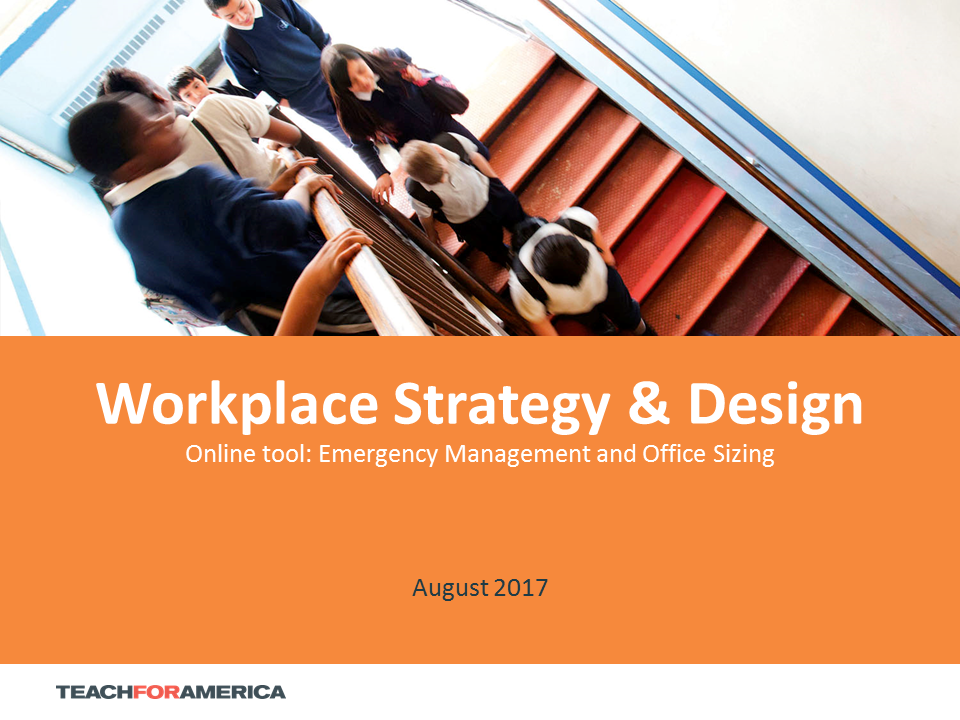 Workplace Strategy & Design
Online tool: Emergency Management and Office Sizing
August 2017
TEACHFORAMERICA